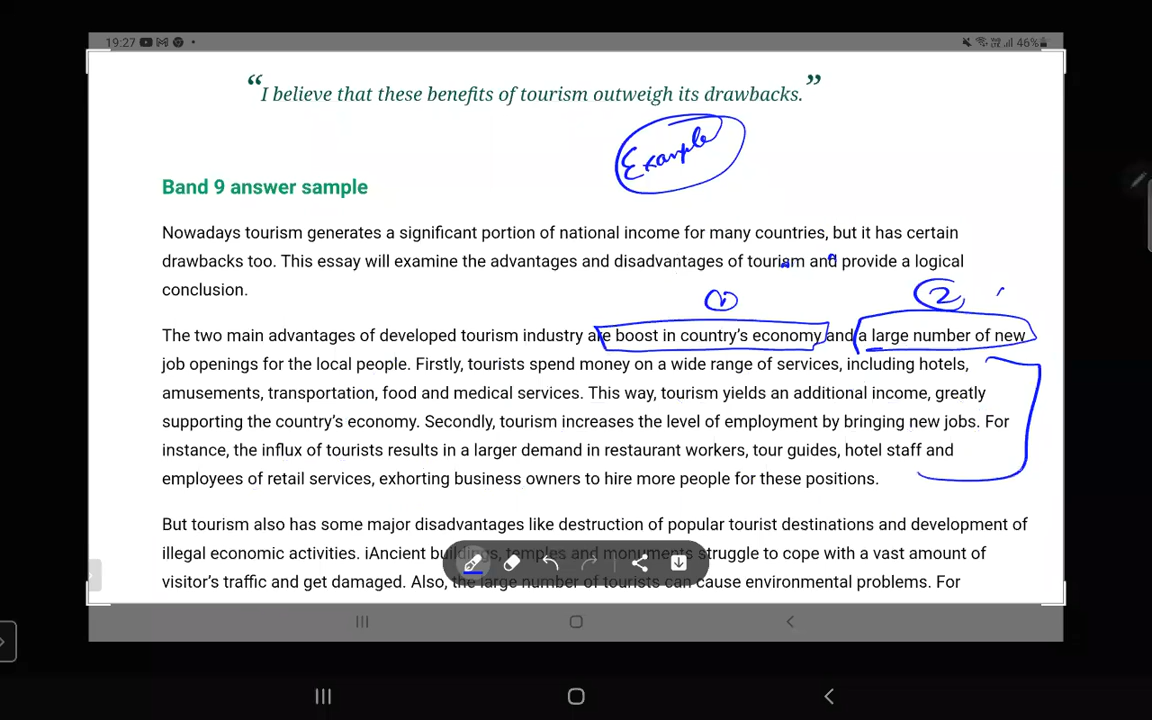 19:27
46%
“I believe that these benefits of tourism outweigh its drawbacks.”
Example
Band 9 answer sample
Nowadays tourism generates a significant portion of national income for many countries, but it has certain
drawbacks too. This essay will examine the advantages and disadvantages of tourism and provide a logical
conclusion.
1
2
The two main advantages of developed tourism industry are boost in country's economy and a large number of new
job openings for the local people. Firstly, tourists spend money on a wide range of services, including hotels,
amusements, transportation, food and medical services. This way, tourism yields an additional income, greatly
supporting the country's economy. Secondly, tourism increases the level of employment by bringing new jobs. For
instance, the influx of tourists results in a larger demand in restaurant workers, tour guides, hotel staff and
employees of retail services, exhorting business owners to hire more people for these positions.
But tourism also has some major disadvantages like destruction of popular tourist destinations and development of
illegal economic activities. iAncient buildings, temples and monuments struggle to cope with a vast amount of
visitor's traffic and get damaged. Also, the large number of tourists can cause environmental problems. For